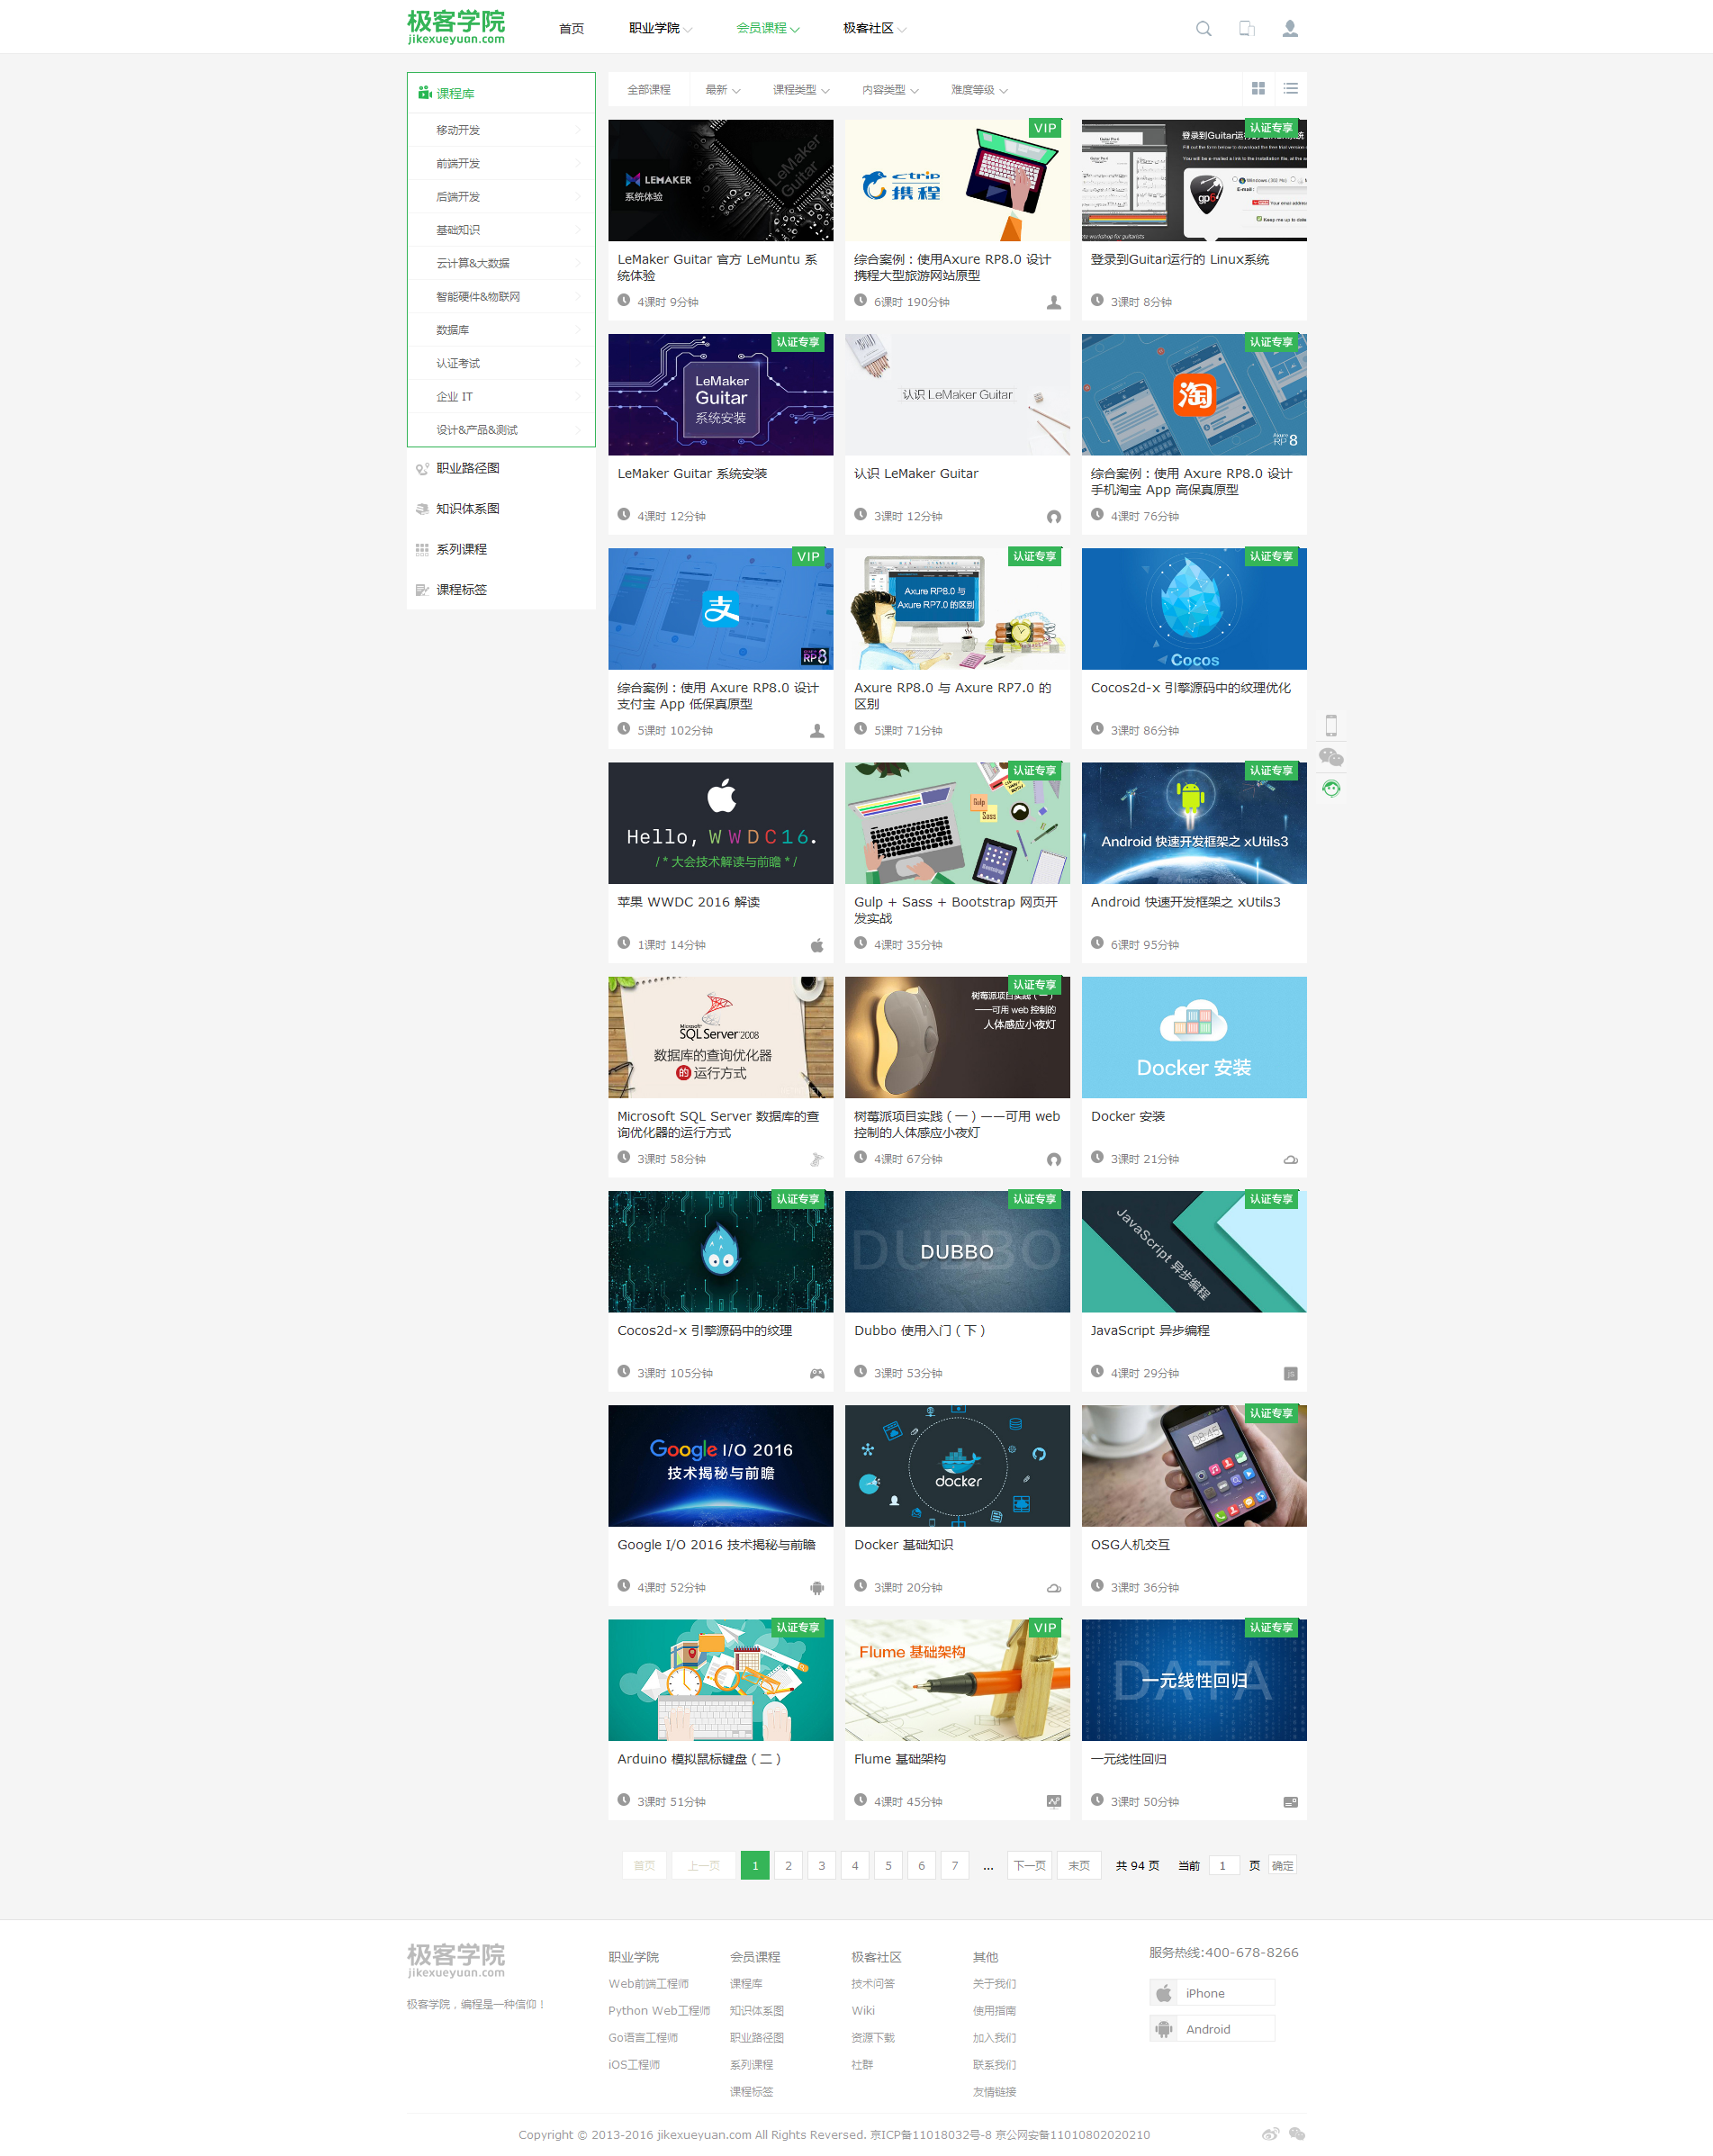 极客学院
jikexueyuan.com
首页
职业学院
会员课程
极客社区
课程库
移动开发
前端开发
后端开发
基础知识
云计算&大数据
智能硬件&物联网
数据库
认证考试
企业 IT
设计&产品&测试
职业路径图
知识体系图
系列课程
课程标签
全部课程
最新
课程类型
内容类型
难度等级
LEMAKER
系统体验
LeMaker
Guitar
LeMaker Guitar 官方 LeMuntu 系
统体验
4课时 9分钟
VIP
Ctrip
携程
综合案例：使用Axure RP8.0 设计
携程大型旅游网站原型
6课时 190分钟
认证专享
gp6
登录到Guitar运行的 Linux系统
3课时 8分钟
认证专享
LeMaker
Guitar
系统安装
LeMaker Guitar 系统安装
4课时 12分钟
认识 LeMaker Guitar
认识 LeMaker Guitar
3课时 12分钟
认证专享
淘
Axure
RP 8
综合案例：使用 Axure RP8.0 设计
手机淘宝 App 高保真原型
4课时 76分钟
VIP
支
RP8
综合案例：使用 Axure RP8.0 设计
支付宝 App 低保真原型
5课时 102分钟
认证专享
Axure RP8.0 与
Axure RP7.0 的区别
Axure RP8.0 与 Axure RP7.0 的
区别
5课时 71分钟
认证专享
Cocos
Cocos2d-x 引擎源码中的纹理优化
3课时 86分钟
Hello, WWDC16.
/ * 大会技术解读与前瞻 * /
苹果 WWDC 2016 解读
1课时 14分钟
认证专享
Gulp
Sass
Gulp + Sass + Bootstrap 网页开
发实战
4课时 35分钟
认证专享
Android 快速开发框架之 xUtils3
Android 快速开发框架之 xUtils3
6课时 95分钟
Microsoft
SQL Server 2008
数据库的查询优化器
的 运行方式
Microsoft SQL Server 数据库的查
询优化器的运行方式
3课时 58分钟
认证专享
树莓派项目实践（一）
——可用 web 控制的
人体感应小夜灯
树莓派项目实践（一）——可用 web
控制的人体感应小夜灯
4课时 67分钟
Docker 安装
Docker 安装
3课时 21分钟
认证专享
Cocos2d-x 引擎源码中的纹理
3课时 105分钟
认证专享
DUBBO
DUBBO
Dubbo 使用入门（下）
3课时 53分钟
认证专享
JavaScript 异步编程
JavaScript 异步编程
4课时 29分钟
Google I/O 2016
技术揭秘与前瞻
Google I/O 2016 技术揭秘与前瞻
4课时 52分钟
docker
Docker 基础知识
3课时 20分钟
认证专享
OSG人机交互
3课时 36分钟
认证专享
Arduino 模拟鼠标键盘（二）
3课时 51分钟
VIP
Flume 基础架构
Flume 基础架构
4课时 45分钟
认证专享
DATA
一元线性回归
一元线性回归
3课时 50分钟
首页 上一页 1 2 3 4 5 6 7 ... 下一页 末页 共 94 页 当前 1 页 确定
极客学院
jikexueyuan.com
极客学院，编程是一种信仰！
职业学院
Web前端工程师
Python Web工程师
Go语言工程师
iOS工程师
会员课程
课程库
知识体系图
职业路径图
系列课程
课程标签
极客社区
技术问答
Wiki
资源下载
社群
其他
关于我们
使用指南
加入我们
联系我们
友情链接
服务热线:400-678-8266
iPhone
Android
Copyright © 2013-2016 jikexueyuan.com All Rights Reversed. 京ICP备11018032号-8 京公网安备11010802020210